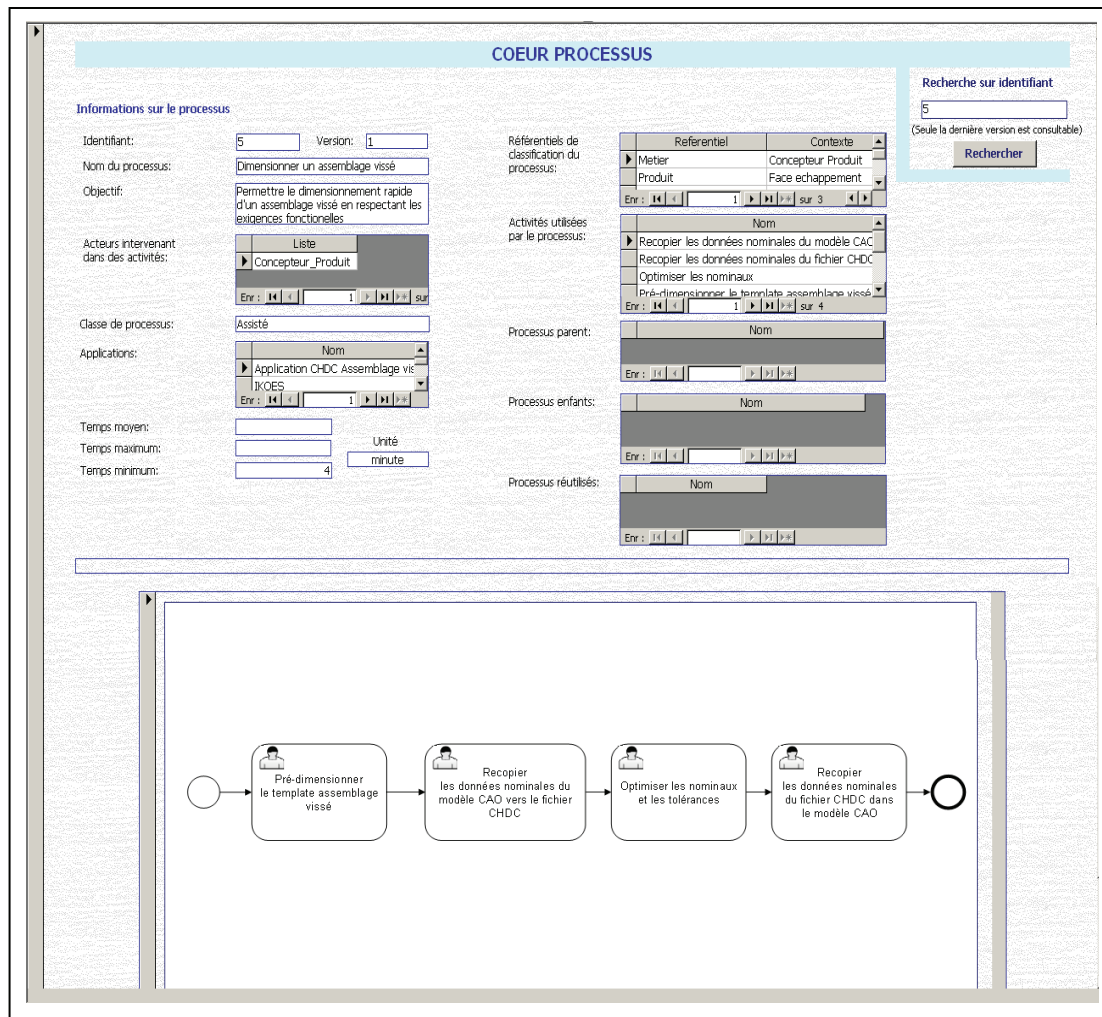 COEUR PROCESSUS
Recherche sur identifiant
5
(Seule la dernière version est consultable)
Rechercher
Informations sur le processus
Identifiant:
5
Version:
1
Nom du processus:
Dimensionner un assemblage vissé
Objectif:
Permettre le dimensionnement rapide
d'un assemblage vissé en respectant les
exigences fonctionelles
Acteurs intervenant
dans des activités:
Liste
Concepteur_Produit
Enr :
1
sur
Classe de processus:
Assisté
Applications:
Nom
Application CHDC Assemblage vis
IKOES
Enr :
1
Temps moyen:
Temps maximum:
Temps minimum:
4
Unité
minute
Référentiels de
classification du
processus:
Referentiel
Contexte
Metier
Concepteur Produit
Produit
Face echappement
Enr :
1
sur 3
Activités utilisées
par le processus:
Nom
Recopier les données nominales du modèle CAO
Recopier les données nominales du fichier CHDC
Optimiser les nominaux
Pré-dimensionner le template assemblage vissé
Enr :
1
sur 4
Processus parent:
Nom
Enr :
Processus enfants:
Nom
Enr :
Processus réutilisés:
Nom
Enr :
Pré-dimensionner
le template assemblage
vissé
Recopier
les données nominales du
modèle CAO vers le fichier
CHDC
Optimiser les nominaux
et les tolérances
Recopier
les données nominales
du fichier CHDC dans
le modèle CAO